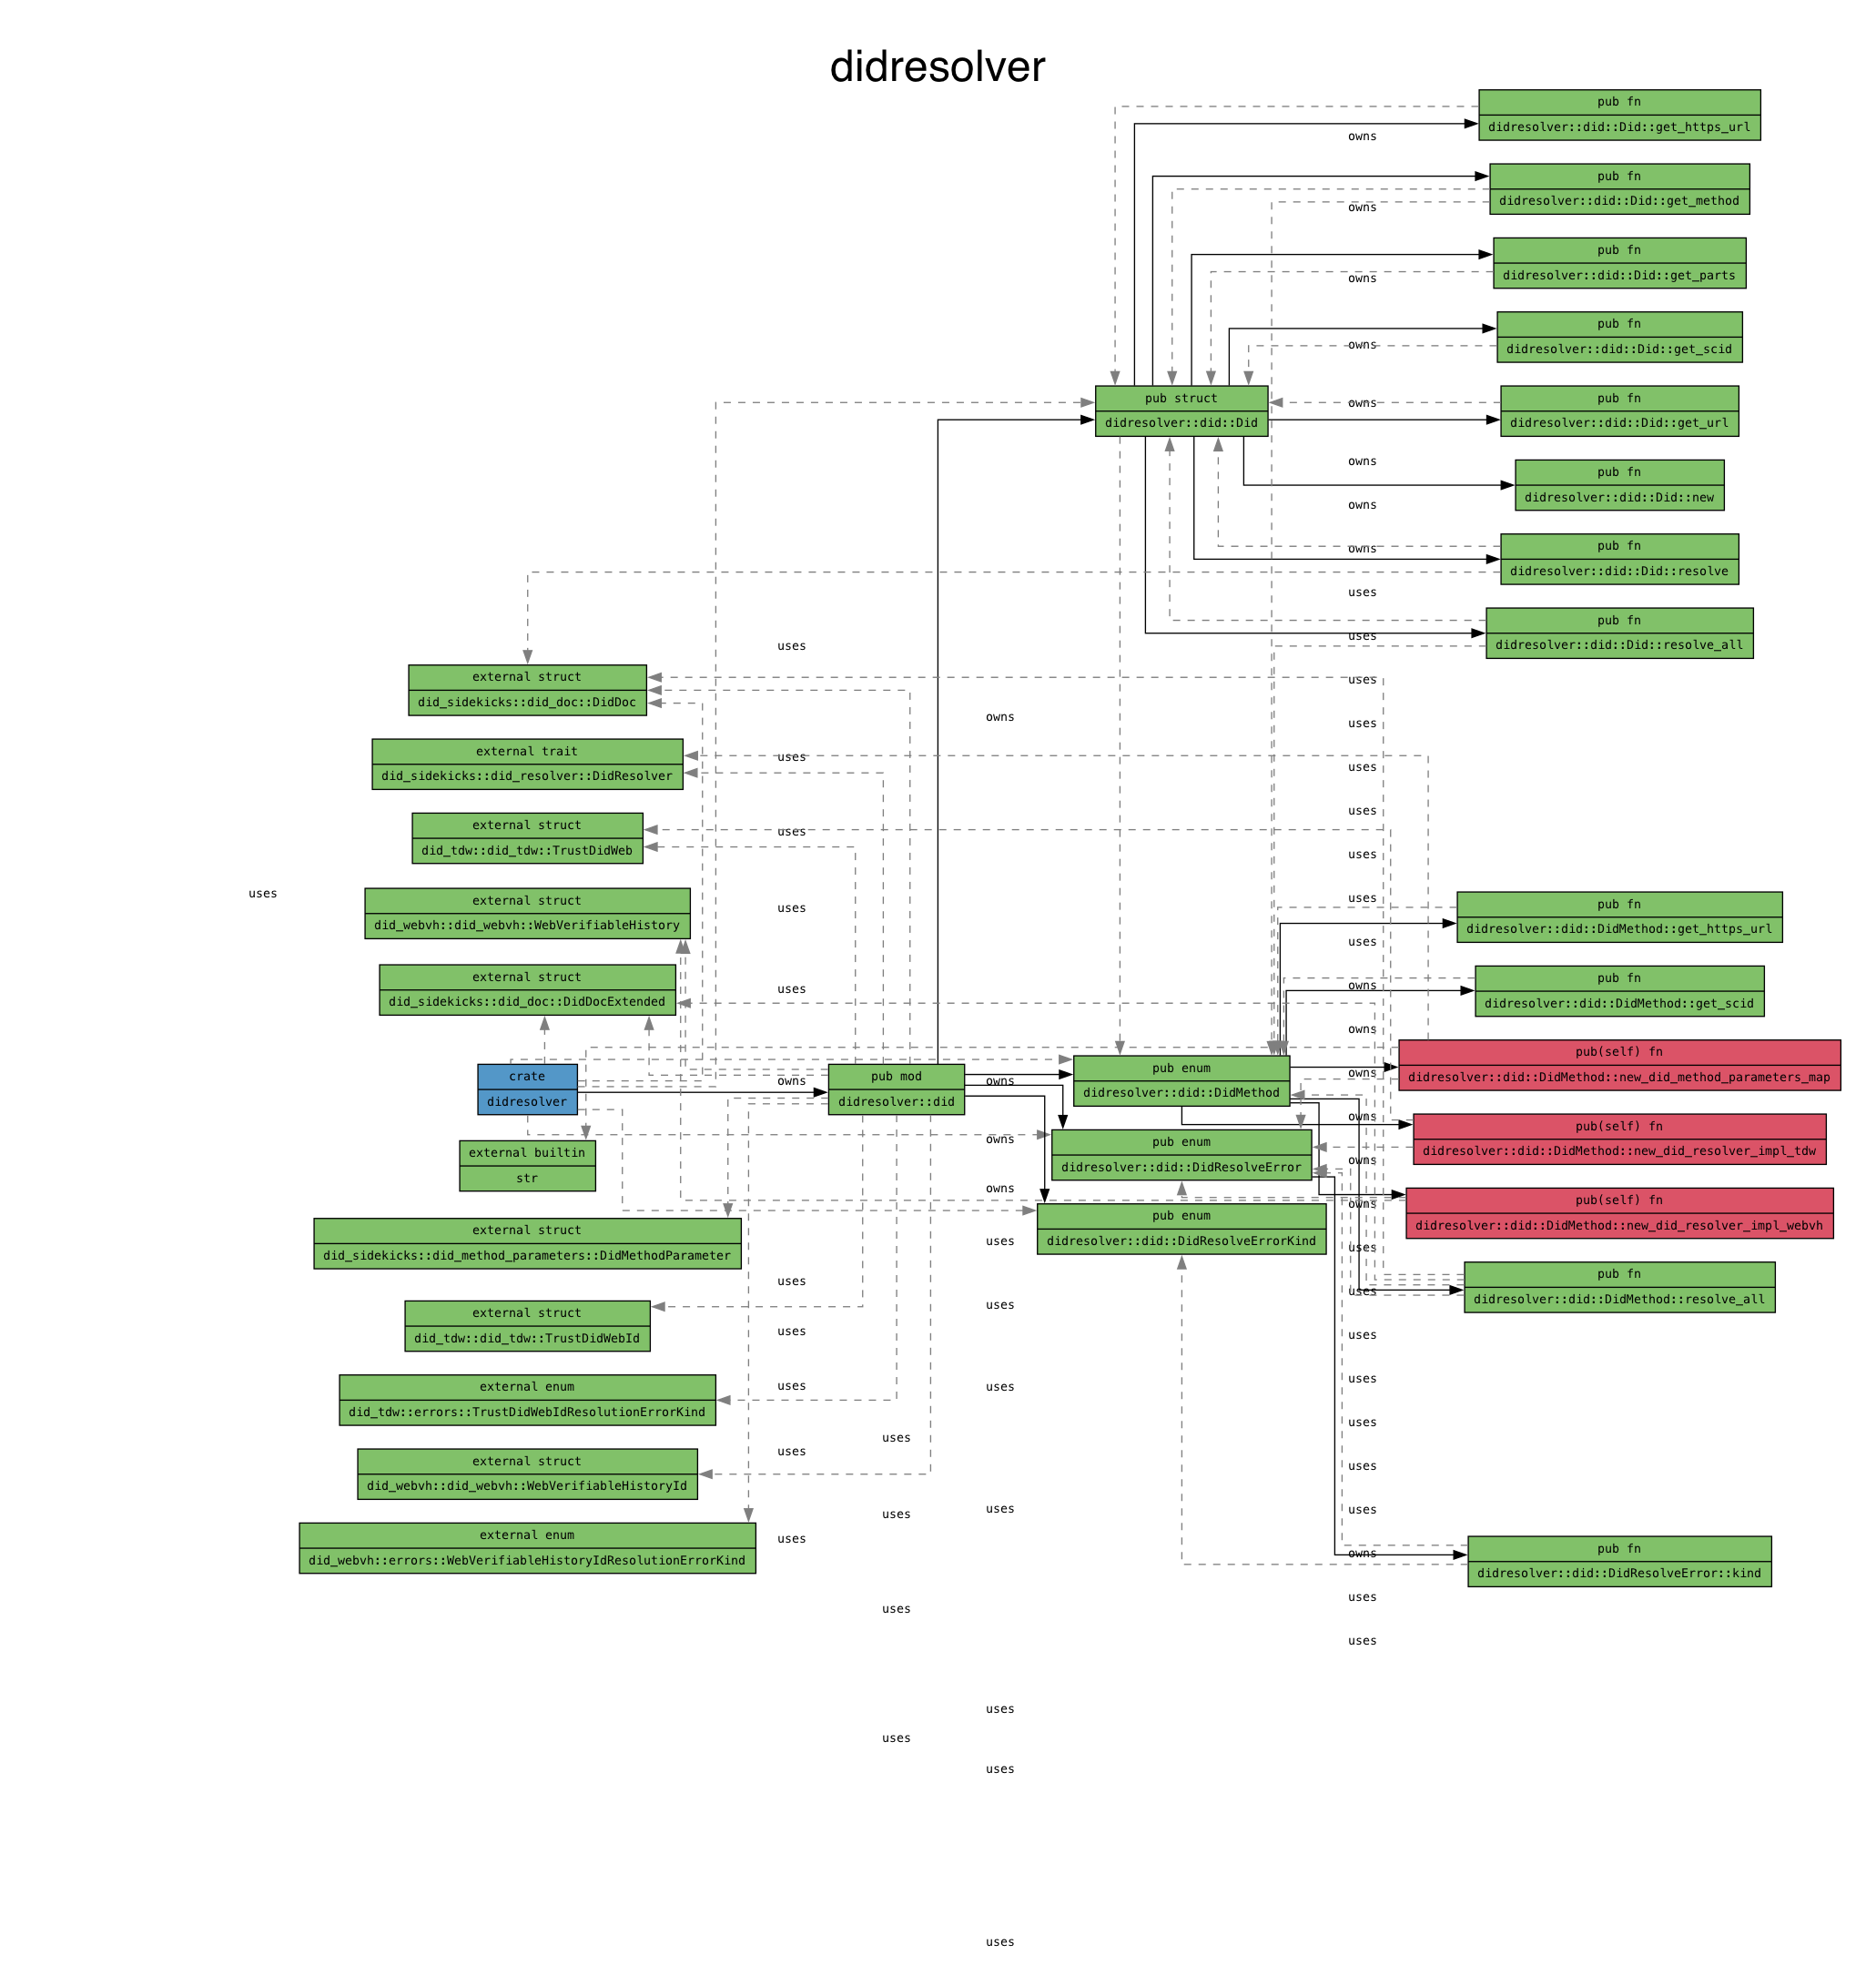 didresolver
pub fn
didresolver::did::Did::get_https_url
owns
pub fn
didresolver::did::Did::get_method
owns
pub fn
didresolver::did::Did::get_parts
owns
pub fn
didresolver::did::Did::get_scid
owns
pub struct
didresolver::did::Did
owns
pub fn
didresolver::did::Did::get_url
owns
pub fn
didresolver::did::Did::new
owns
owns
pub fn
didresolver::did::Did::resolve
uses
pub fn
didresolver::did::Did::resolve_all
uses
uses
external struct
did_sidekicks::did_doc::DidDoc
uses
owns
uses
external trait
did_sidekicks::did_resolver::DidResolver
uses
uses
external struct
did_tdw::did_tdw::TrustDidWeb
uses
uses
uses
uses
external struct
did_webvh::did_webvh::WebVerifiableHistory
uses
uses
pub fn
didresolver::did::DidMethod::get_https_url
uses
external struct
did_sidekicks::did_doc::DidDocExtended
uses
owns
pub fn
didresolver::did::DidMethod::get_scid
owns
crate
didresolver
owns
pub mod
didresolver::did
owns
pub enum
didresolver::did::DidMethod
owns
pub(self) fn
didresolver::did::DidMethod::new_did_method_parameters_map
owns
external builtin
str
owns
pub enum
didresolver::did::DidResolveError
owns
pub(self) fn
didresolver::did::DidMethod::new_did_resolver_impl_tdw
owns
owns
pub(self) fn
didresolver::did::DidMethod::new_did_resolver_impl_webvh
external struct
did_sidekicks::did_method_parameters::DidMethodParameter
uses
pub enum
didresolver::did::DidResolveErrorKind
uses
uses
uses
pub fn
didresolver::did::DidMethod::resolve_all
external struct
did_tdw::did_tdw::TrustDidWebId
uses
uses
uses
external enum
did_tdw::errors::TrustDidWebIdResolutionErrorKind
uses
uses
uses
uses
external struct
did_webvh::did_webvh::WebVerifiableHistoryId
uses
uses
uses
external enum
did_webvh::errors::WebVerifiableHistoryIdResolutionErrorKind
uses
uses
uses
uses
owns
pub fn
didresolver::did::DidResolveError::kind
uses
uses
uses
uses
uses
uses
uses